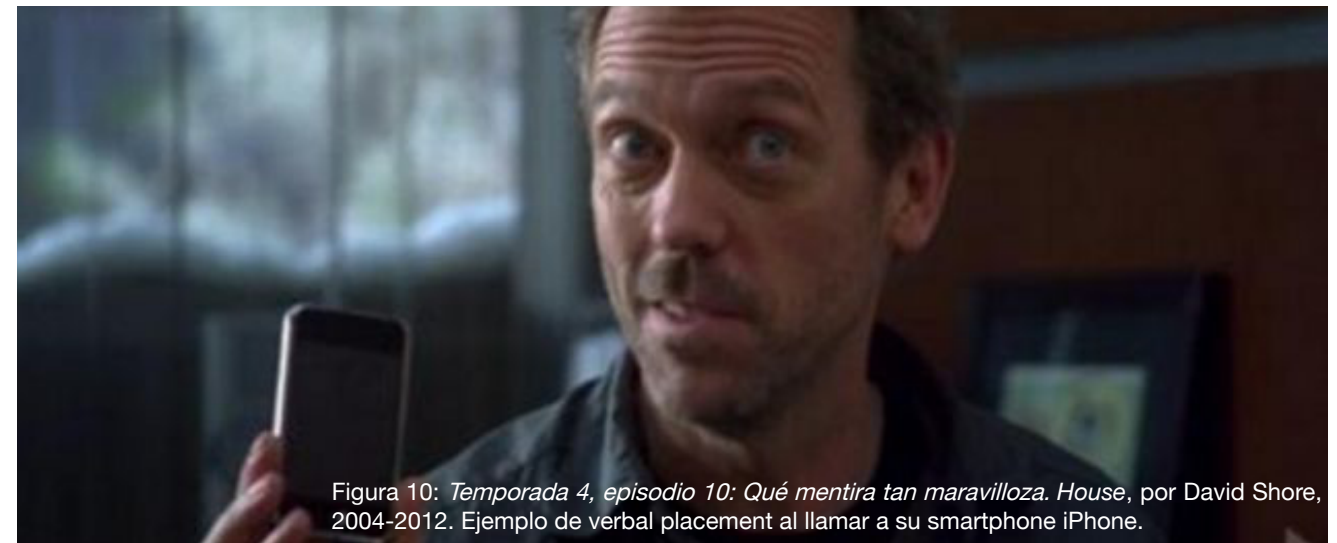 Figura 10: Temporada 4, episodio 10: Qué mentira tan maravilloza. House, por David Shore,
2004-2012. Ejemplo de verbal placement al llamar a su smartphone iPhone.